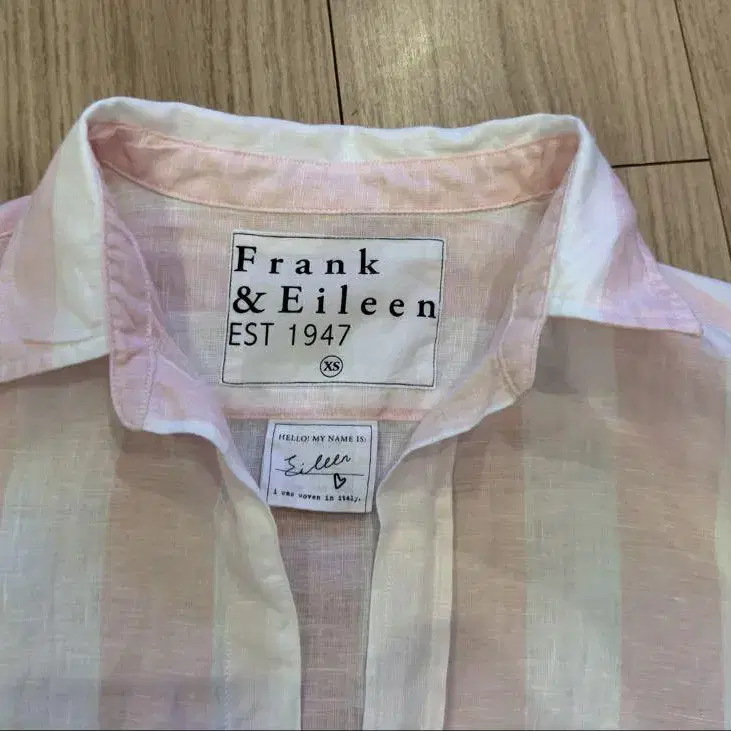 Frank
& Eileen
EST 1947
XS
HELLO! MY NAME IS:
Eileen
i was woven in italy.